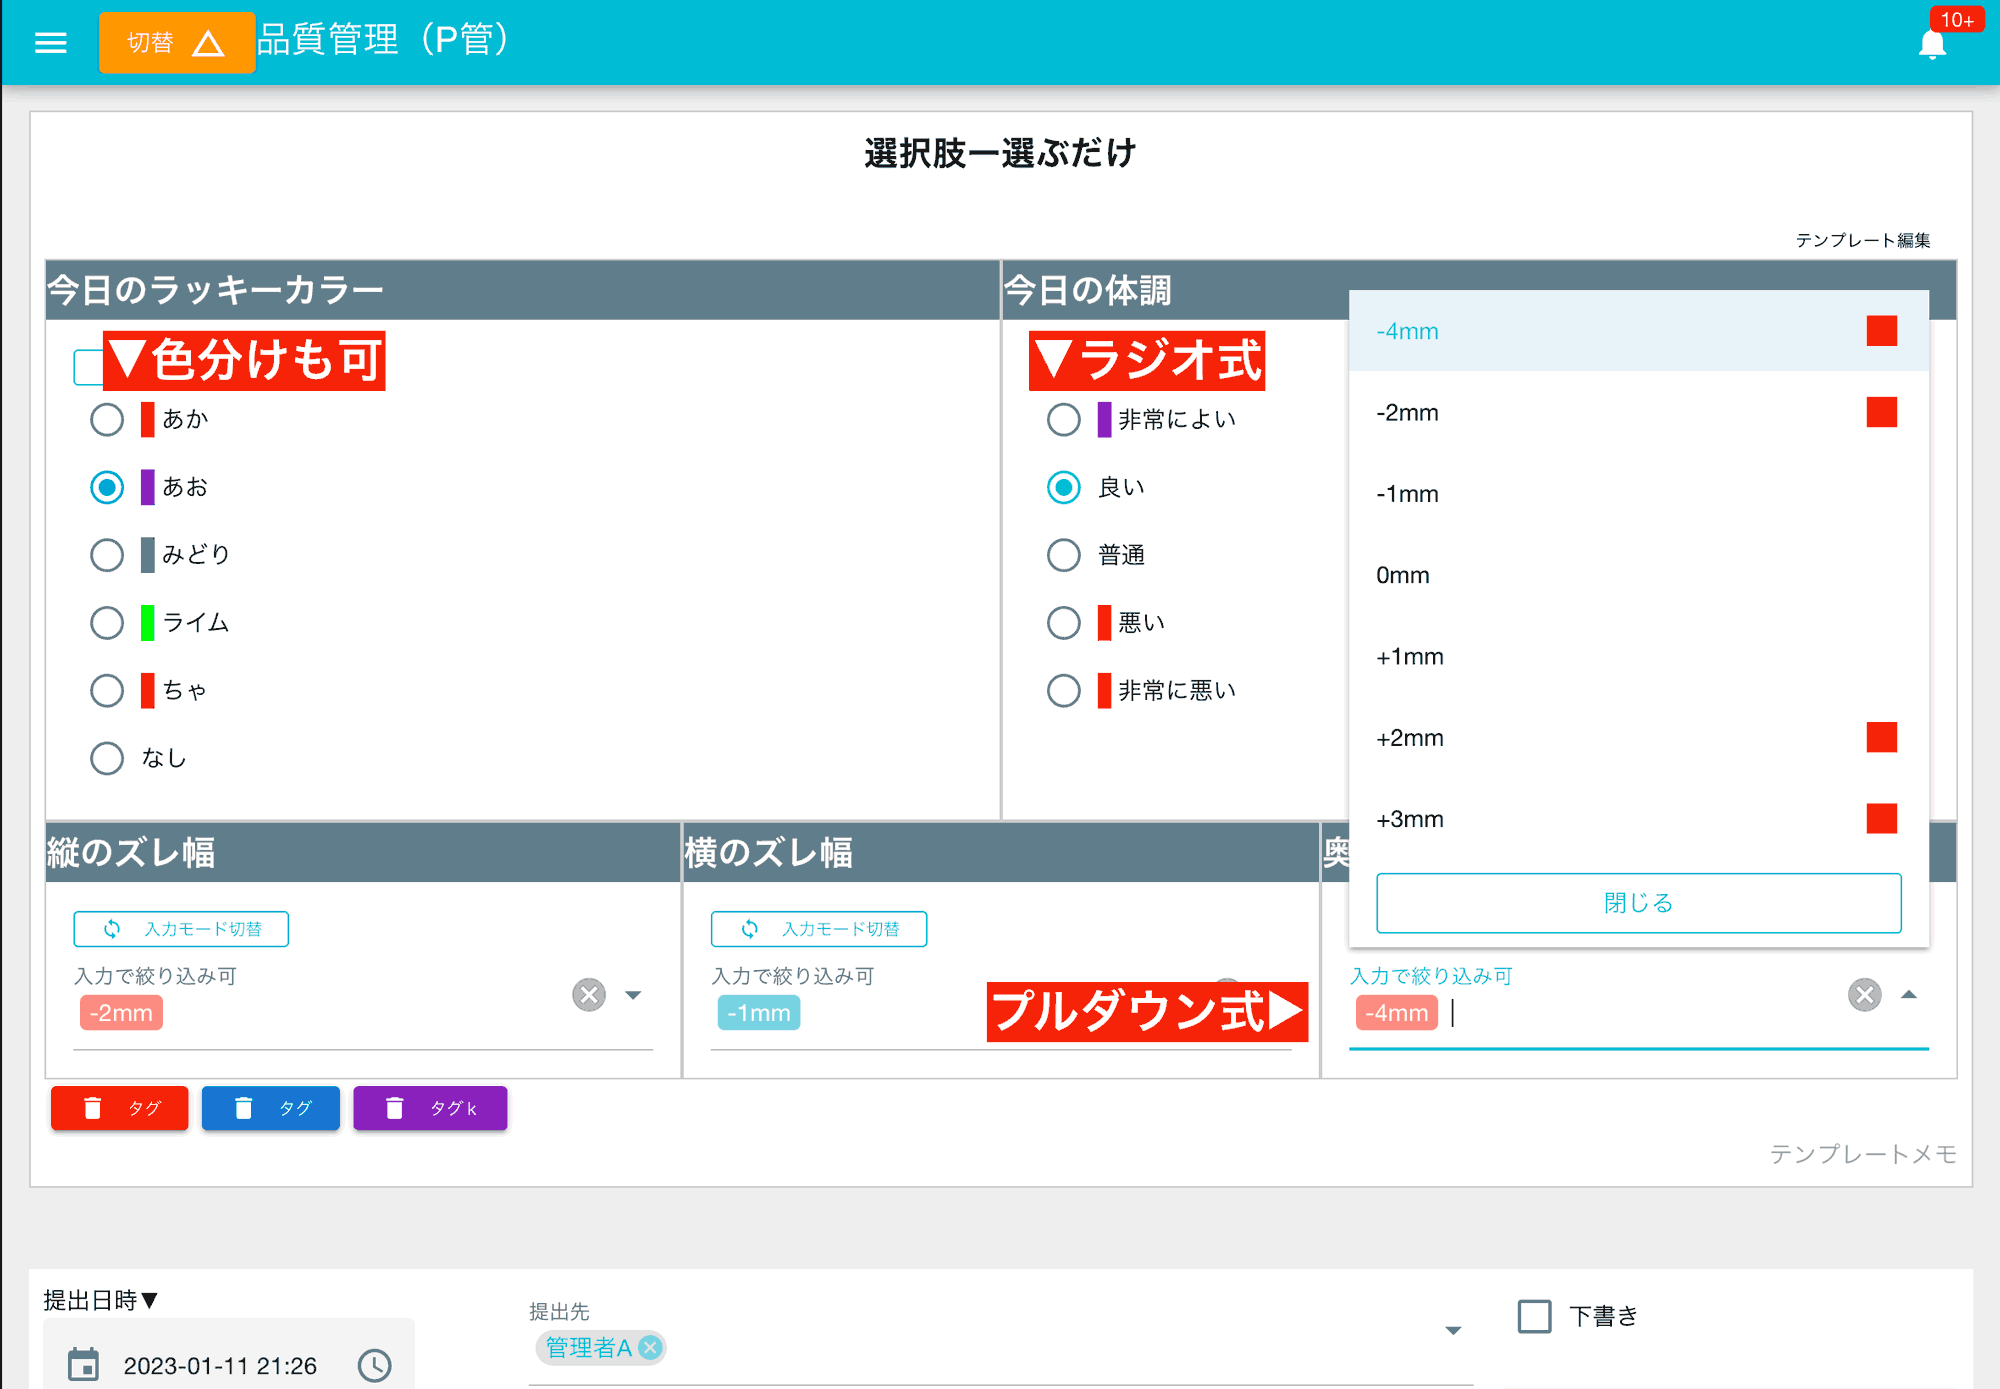 切替
品質管理（P管）
10+
選択肢一選ぶだけ
テンプレート編集
今日のラッキーカラー
▼色分けも可
あか
あお
みどり
ライム
ちゃ
なし
今日の体調
▼ラジオ式
非常によい
良い
普通
悪い
非常に悪い
-4mm
-2mm
-1mm
0mm
+1mm
+2mm
+3mm
閉じる
縦のズレ幅
入力モード切替
入力で絞り込み可
-2mm
横のズレ幅
入力モード切替
入力で絞り込み可
-1mm
プルダウン式▶
奥
入力で絞り込み可
-4mm
タグ
タグ
タグk
テンプレートメモ
提出日時▼
2023-01-11 21:26
提出先
管理者A
下書き